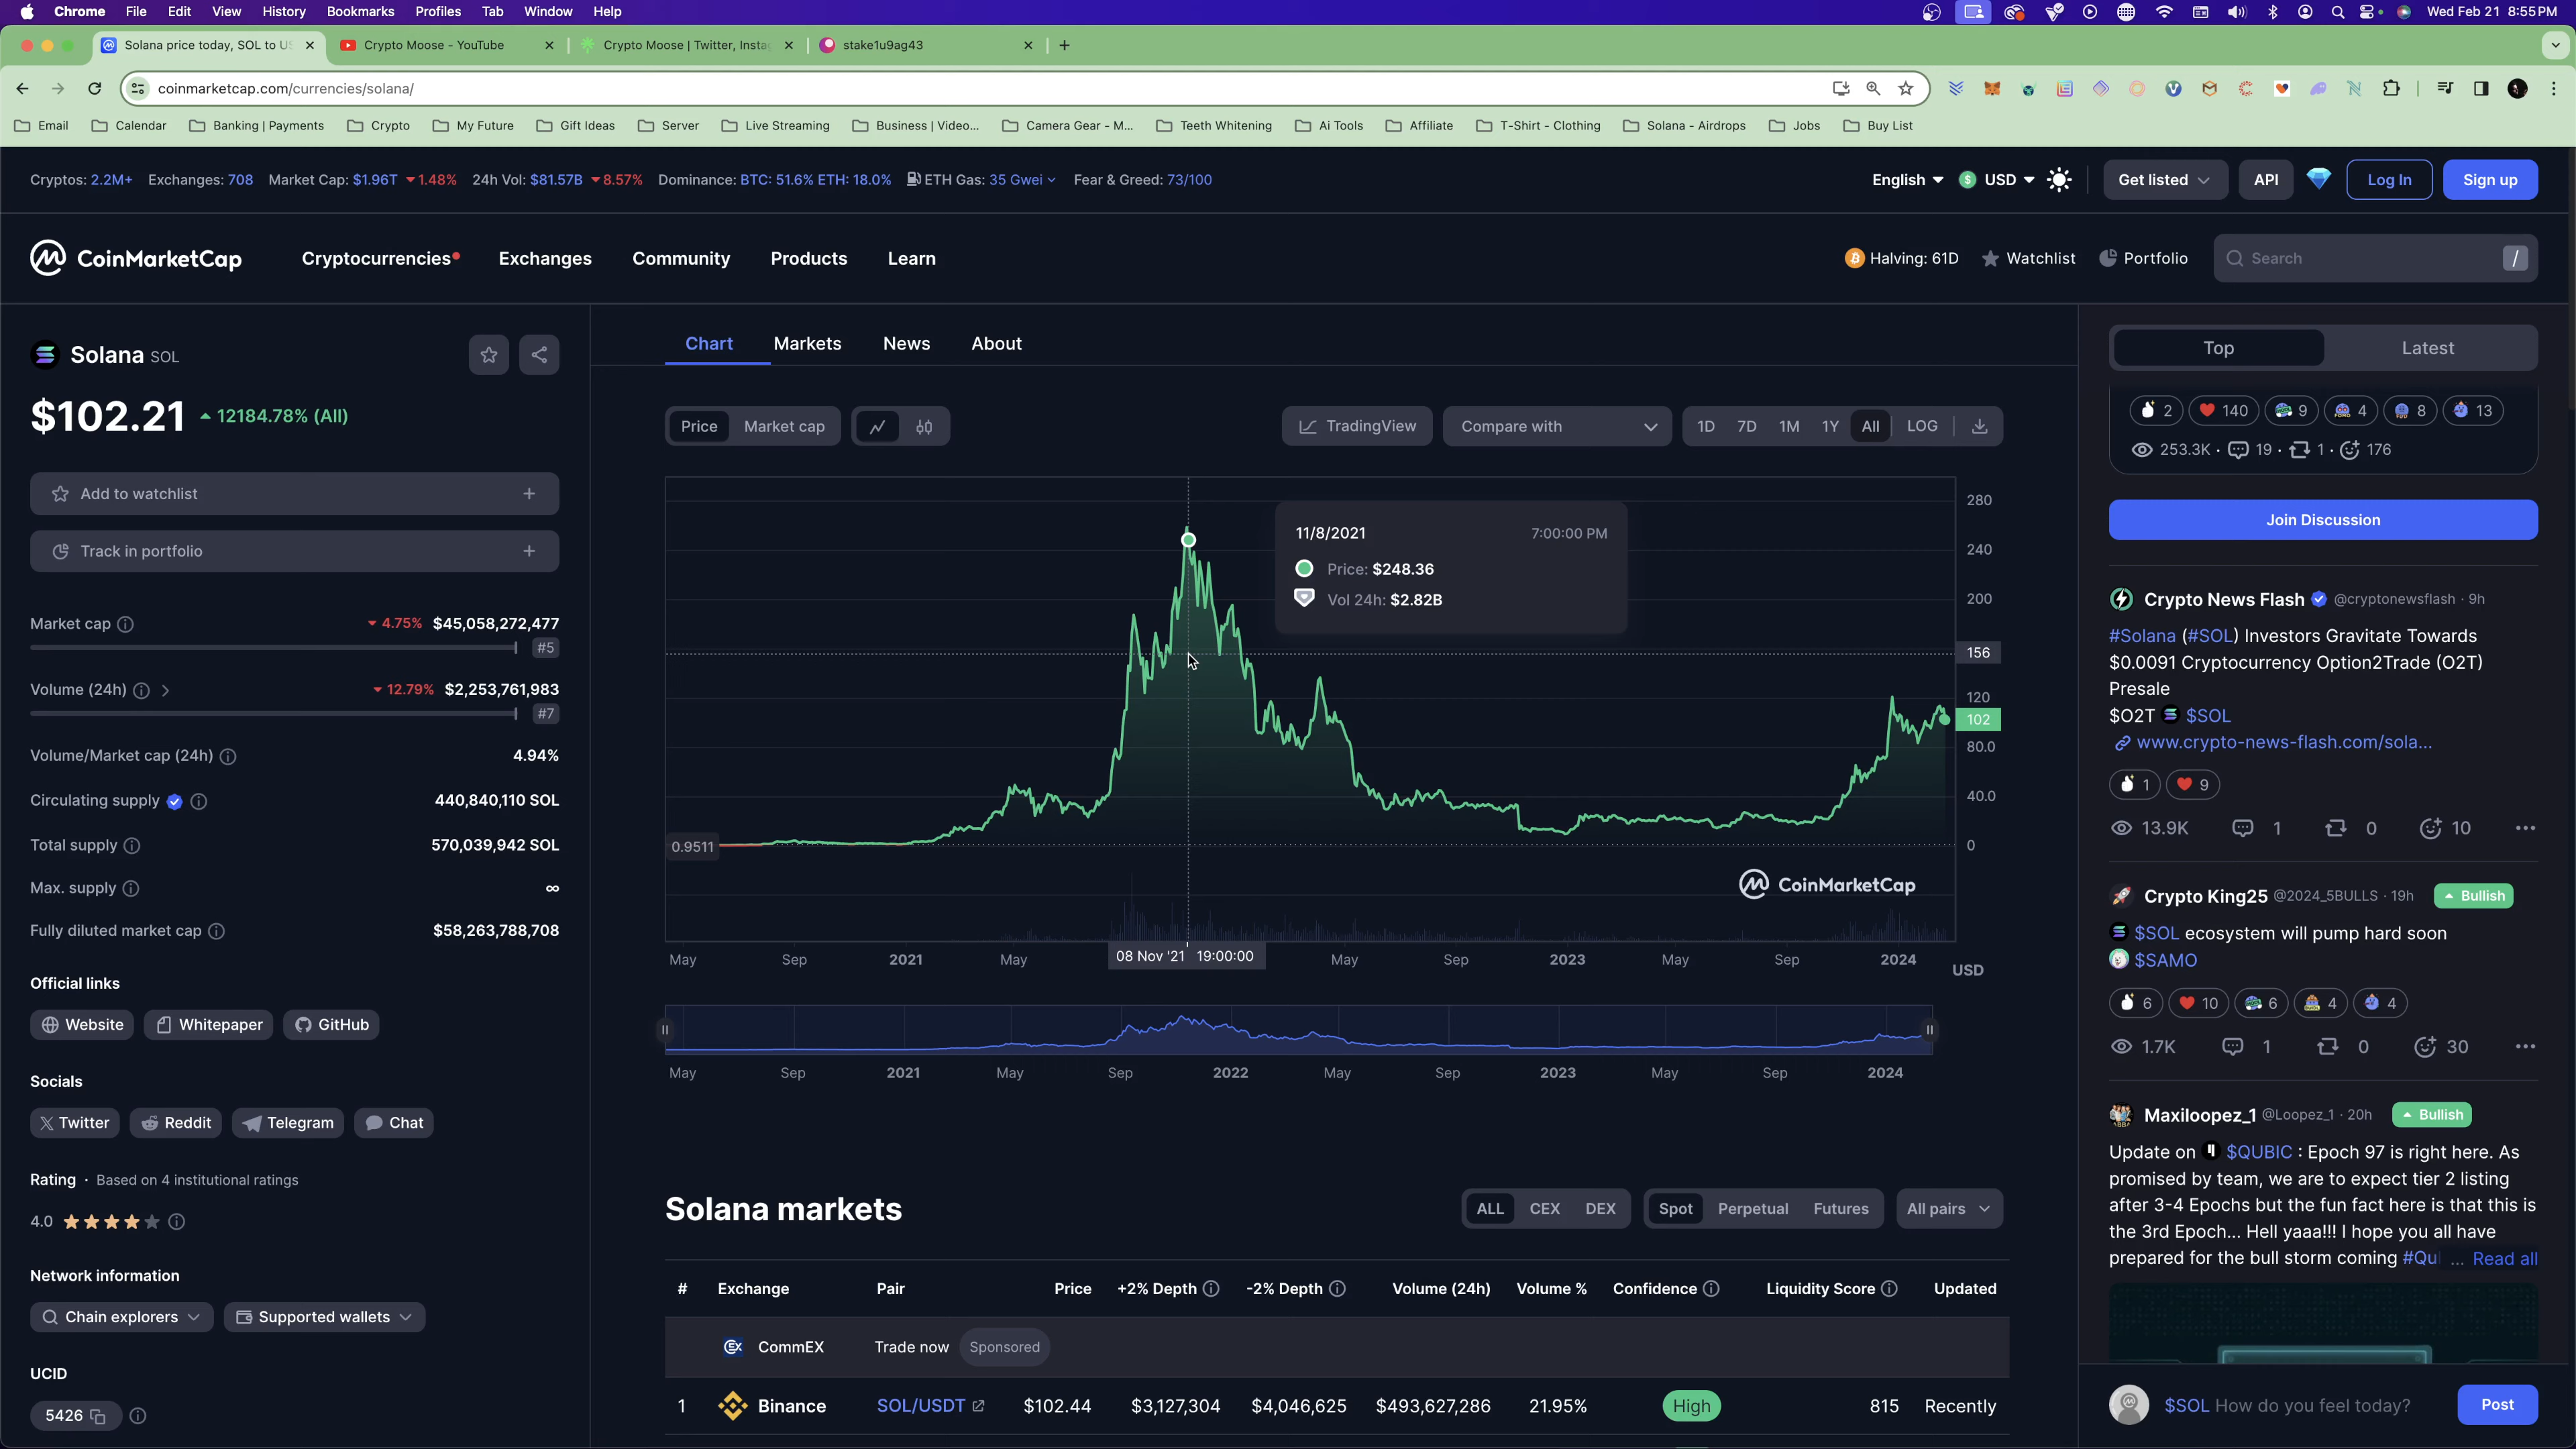 Chrome File Edit View History Bookmarks Profiles Tab Window Help Wed Feb 21 8:55 PM
Solana price today, SOL to US Crypto Moose - YouTube Crypto Moose | Twitter, Insta stake1u9ag43
coinmarketcap.com/currencies/solana/
Email Calendar Banking | Payments Crypto My Future Gift Ideas Server Live Streaming Business | Video... Camera Gear - M... Teeth Whitening Ai Tools Affiliate T-Shirt - Clothing Solana - Airdrops Jobs Buy List
Cryptos: 2.2M+ Exchanges: 708 Market Cap: $1.96T 1.48% 24h Vol: $81.57B 8.57% Dominance: BTC: 51.6% ETH: 18.0% ETH Gas: 35 Gwei Fear & Greed: 73/100 English USD Get listed API Log In Sign up
CoinMarketCap Cryptocurrencies Exchanges Community Products Learn Halving: 61D Watchlist Portfolio Search /
Solana SOL
$102.21 12184.78% (All)
Add to watchlist +
Track in portfolio +
Market cap 4.75% $45,058,272,477
#5
Volume (24h) 12.79% $2,253,761,983
#7
Volume/Market cap (24h) 4.94%
Circulating supply 440,840,110 SOL
Total supply 570,039,942 SOL
Max. supply ∞
Fully diluted market cap $58,263,788,708
Official links
Website Whitepaper GitHub
Socials
Twitter Reddit Telegram Chat
Rating · Based on 4 institutional ratings
4.0
Network information
Chain explorers Supported wallets
UCID
5426
Chart Markets News About
Price Market cap TradingView Compare with 1D 7D 1M 1Y All LOG
280
240
200
156
120
102
80.0
40.0
0
11/8/2021 7:00:00 PM
Price: $248.36
Vol 24h: $2.82B
0.9511
CoinMarketCap
May Sep 2021 May 08 Nov '21 19:00:00 May Sep 2023 May Sep 2024
USD
May Sep 2021 May Sep 2022 May Sep 2023 May Sep 2024
Solana markets ALL CEX DEX Spot Perpetual Futures All pairs
# Exchange Pair Price +2% Depth -2% Depth Volume (24h) Volume % Confidence Liquidity Score Updated
CommEX Trade now Sponsored
1 Binance SOL/USDT $102.44 $3,127,304 $4,046,625 $493,627,286 21.95% High 815 Recently
Top Latest
2 140 9 4 8 13
253.3K · 19 · 1 · 176
Join Discussion
Crypto News Flash @cryptonewsflash · 9h
#Solana (#SOL) Investors Gravitate Towards
$0.0091 Cryptocurrency Option2Trade (O2T)
Presale
$O2T $SOL
www.crypto-news-flash.com/sola...
1 9
13.9K 1 0 10
Crypto King25 @2024_5BULLS · 19h Bullish
$SOL ecosystem will pump hard soon
$SAMO
6 10 6 4 4
1.7K 1 0 30
Maxiloopez_1 @Loopez_1 · 20h Bullish
Update on $QUBIC : Epoch 97 is right here. As
promised by team, we are to expect tier 2 listing
after 3-4 Epochs but the fun fact here is that this is
the 3rd Epoch... Hell yaaa!!! I hope you all have
prepared for the bull storm coming #Qu ... Read all
$SOL How do you feel today? Post